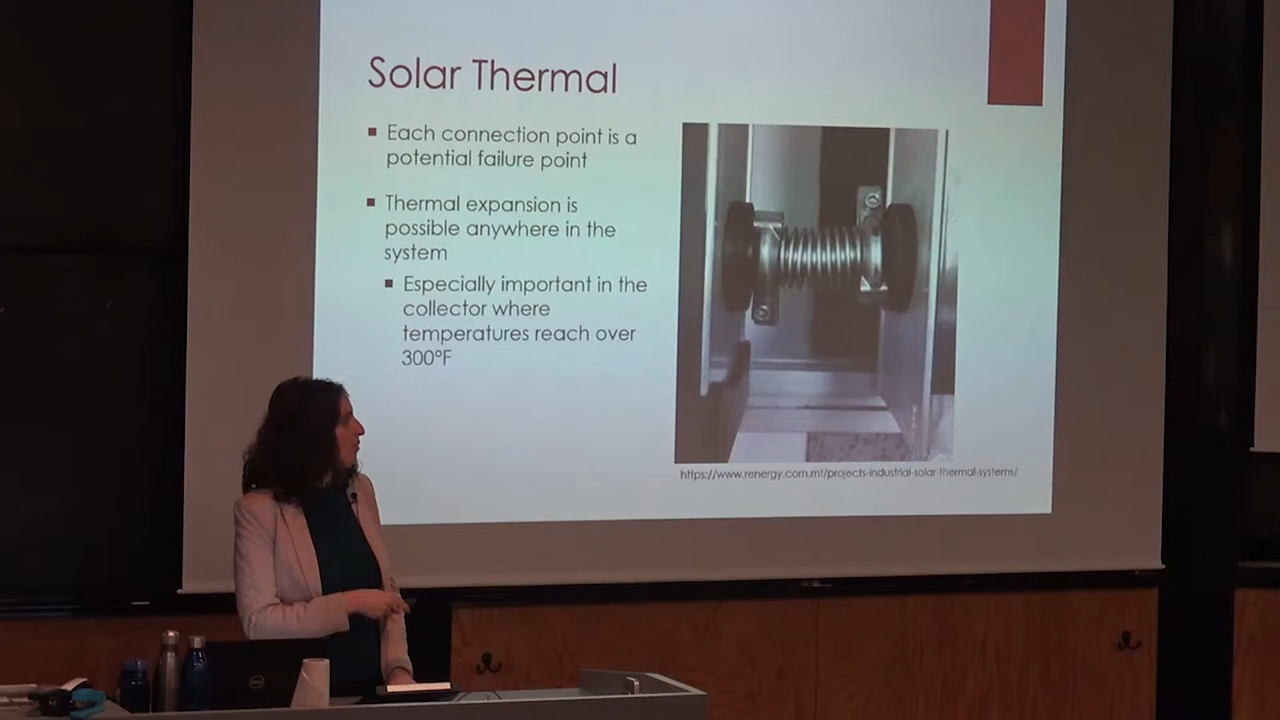 Solar Thermal
Each connection point is a
potential failure point
Thermal expansion is
possible anywhere in the
system
Especially important in the
collector where
temperatures reach over
300°F
https://www.renergy.com.mt/projects-industrial-solar-thermal-systems/
DELL